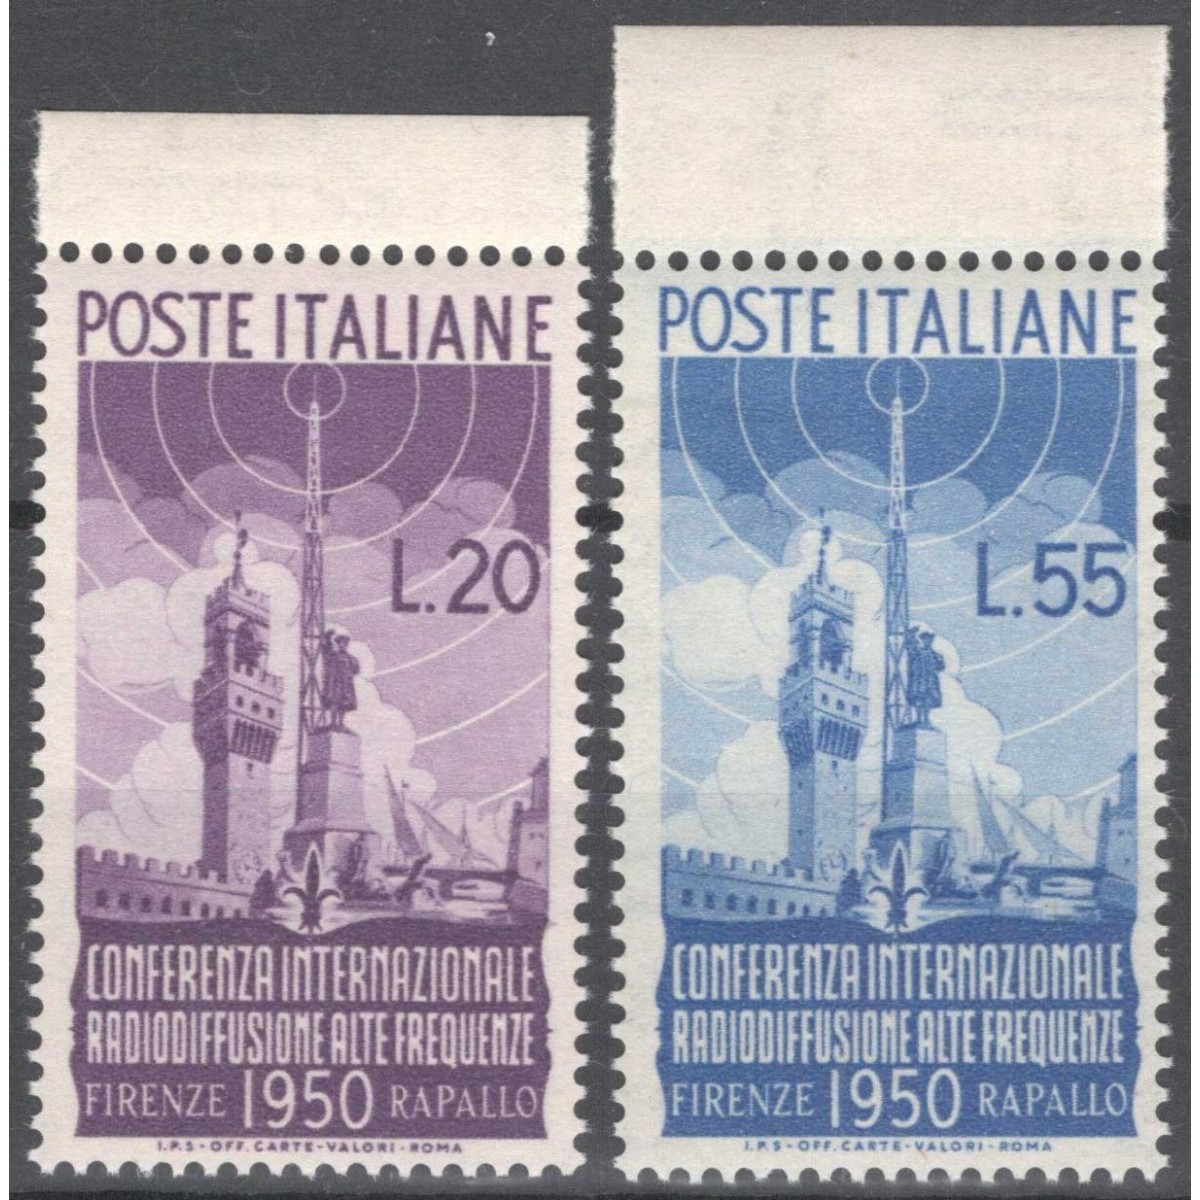 POSTE ITALIANE
L.20
CONFERENZA INTERNAZIONALE
RADIODIFFUSIONE ALTE FREQUENZE
FIRENZE 1950 RAPALLO
I.P.S - OFF. CARTE - VALORI - ROMA
POSTE ITALIANE
L.55
CONFERENZA INTERNAZIONALE
RADIODIFFUSIONE ALTE FREQUENZE
FIRENZE 1950 RAPALLO
I.P.S - OFF. CARTE - VALORI - ROMA